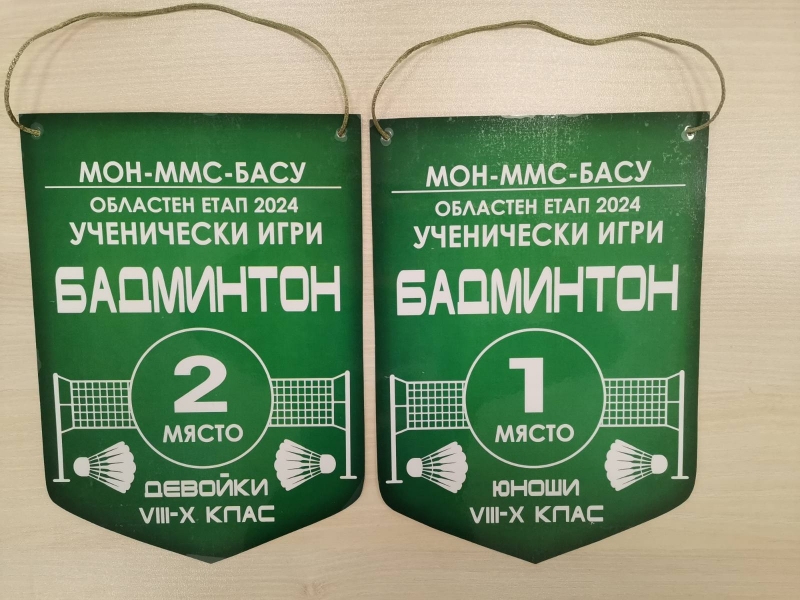 МОН-ММС-БАСУ
ОБЛАСТЕН ЕТАП 2024
УЧЕНИЧЕСКИ ИГРИ
БАДМИНТОН
2
МЯСТО
ДЕВОЙКИ
VIII-X КЛАС
МОН-ММС-БАСУ
ОБЛАСТЕН ЕТАП 2024
УЧЕНИЧЕСКИ ИГРИ
БАДМИНТОН
1
МЯСТО
ЮНОШИ
VIII-X КЛАС